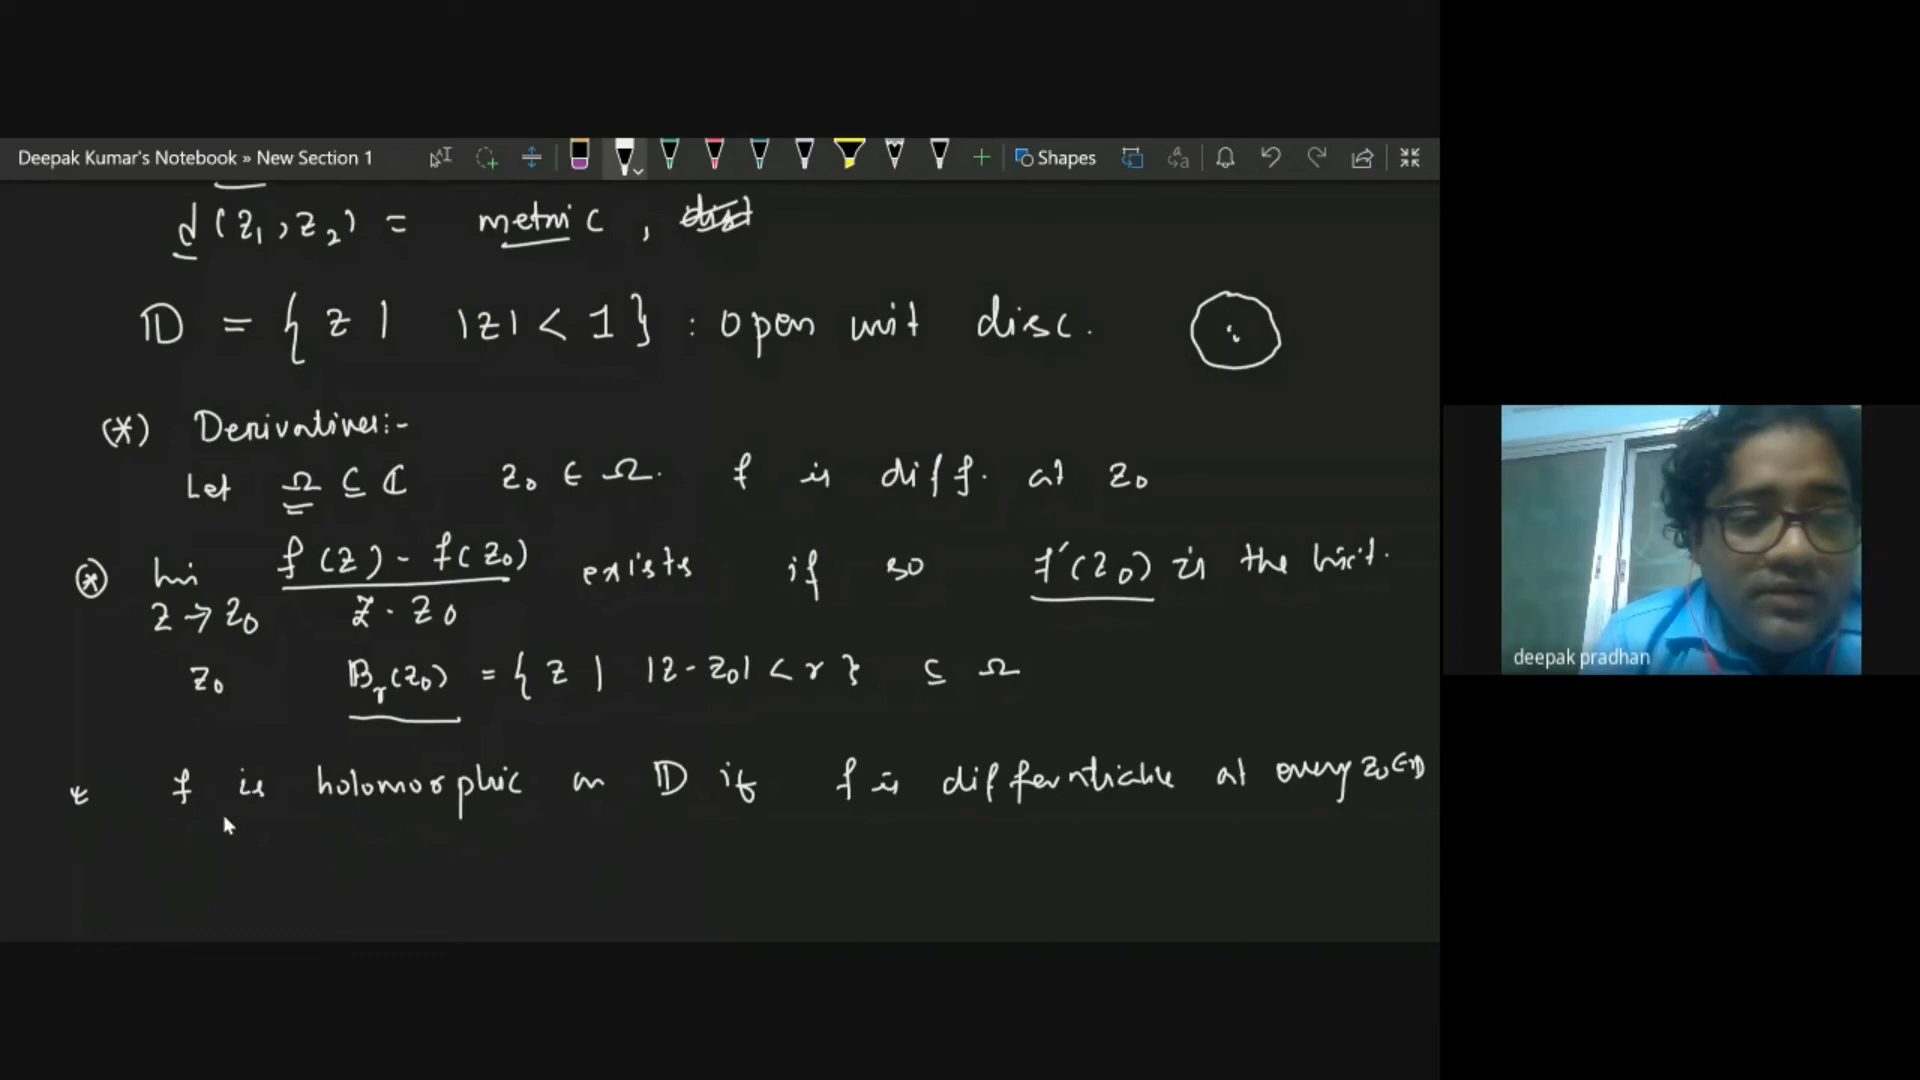 Deepak Kumar's Notebook » New Section 1 Shapes
d(z₁, z₂) = metric,
𝔻 = { z | |z| < 1 } : open unit disc.
(*) Derivatives:-
Let Ω ⊆ ℂ z₀ ∈ Ω. f is diff. at z₀
(*) lim z → z₀ f(z) - f(z₀) / z - z₀ exists if so f'(z₀) is the limit.
z₀ B_r(z₀) = { z | |z - z₀| < r } ⊆ Ω
* f is holomorphic on 𝔻 if f is differentiable at every z₀ ∈ 𝔻
deepak pradhan